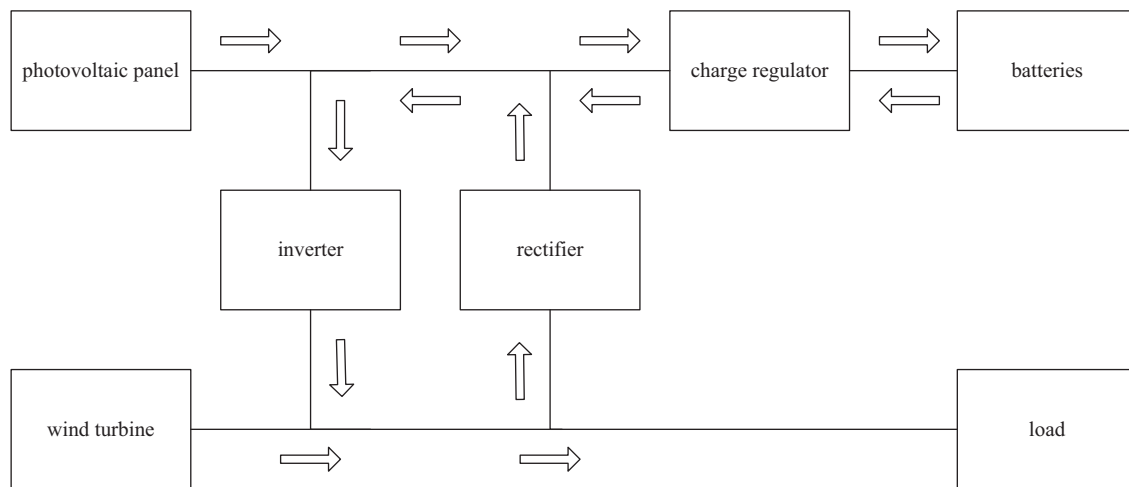 photovoltaic panel
charge regulator
batteries
inverter
rectifier
wind turbine
load